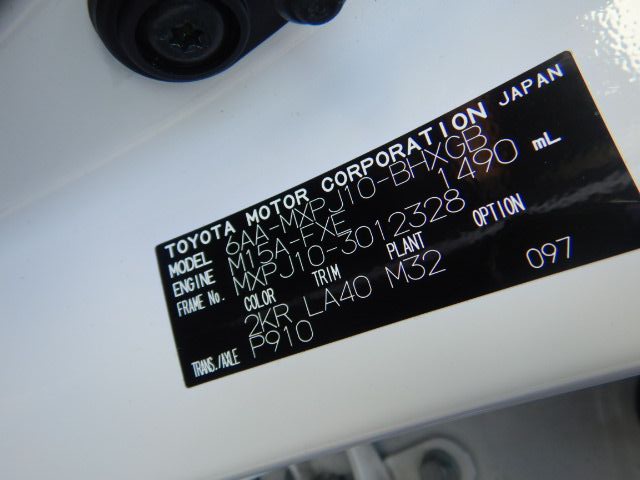 TOYOTA MOTOR CORPORATION JAPAN
MODEL 6AA-MXPJ10-BHXGB
ENGINE M15A-FXE 1490 mL
FRAME No. MXPJ10-3012328
COLOR TRIM PLANT OPTION
2KR LA40 M32 097
TRANS./AXLE P910